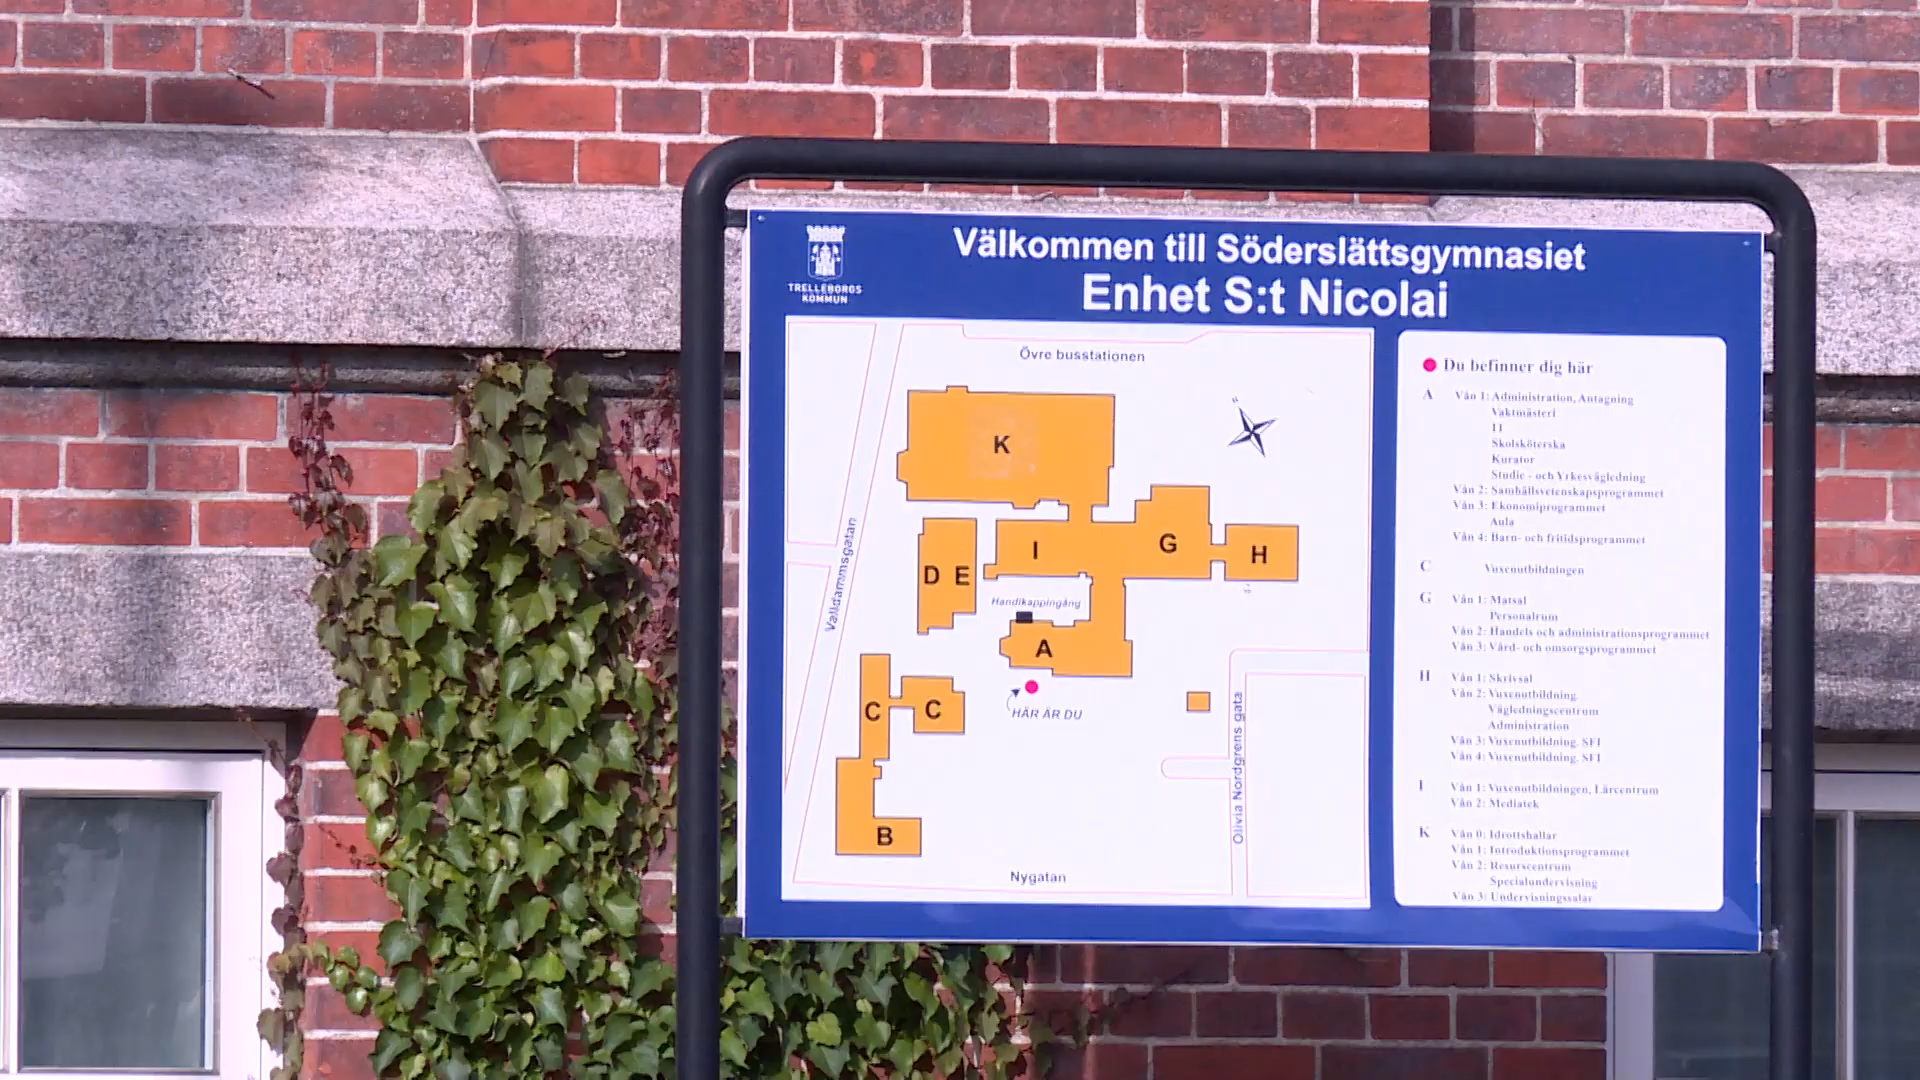 TRELLEBORGS
KOMMUN
Välkommen till Söderslättsgymnasiet
Enhet S:t Nicolai
Övre busstationen
K
I
G
H
D E
Valldammsgatan
Handikappingång
A
HÄR ÄR DU
C
C
B
Olivia Nordgrens gata
Nygatan
Du befinner dig här
A Vån 1: Administration, Antagning
Vaktmästeri
IT
Skolsköterska
Kurator
Studie - och Yrkesvägledning
Vån 2: Samhällsvetenskapsprogrammet
Vån 3: Ekonomiprogrammet
Aula
Vån 4: Barn- och fritidsprogrammet
C Vuxenutbildningen
G Vån 1: Matsal
Personalrum
Vån 2: Handels och administrationsprogrammet
Vån 3: Vård- och omsorgsprogrammet
H Vån 1: Skrivsal
Vån 2: Vuxenutbildning.
Vägledningscentrum
Administration
Vån 3: Vuxenutbildning. SFI
Vån 4: Vuxenutbildning. SFI
I Vån 1: Vuxenutbildningen, Lärcentrum
Vån 2: Mediatek
K Vån 0: Idrottshallar
Vån 1: Introduktionsprogrammet
Vån 2: Resurscentrum
Specialundervisning
Vån 3: Undervisningssalar